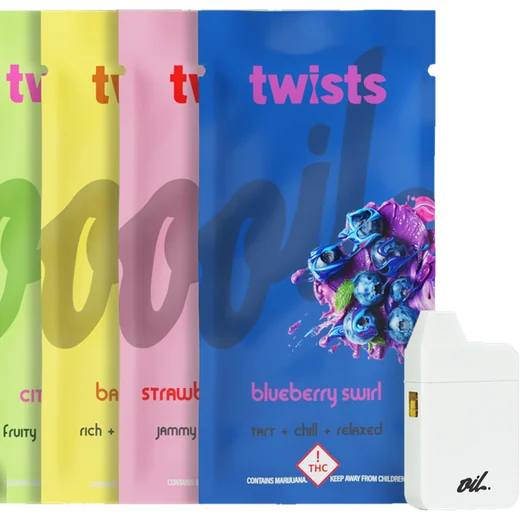 twists
oil.
blueberry swirl
TART + chill + relaxed
!
THC
CONTAINS MARIJUANA. KEEP AWAY FROM CHILDREN
oil.
tw
tw
tw
CIT
ba
STRAWB
FRUITY
RICH +
JAMMY